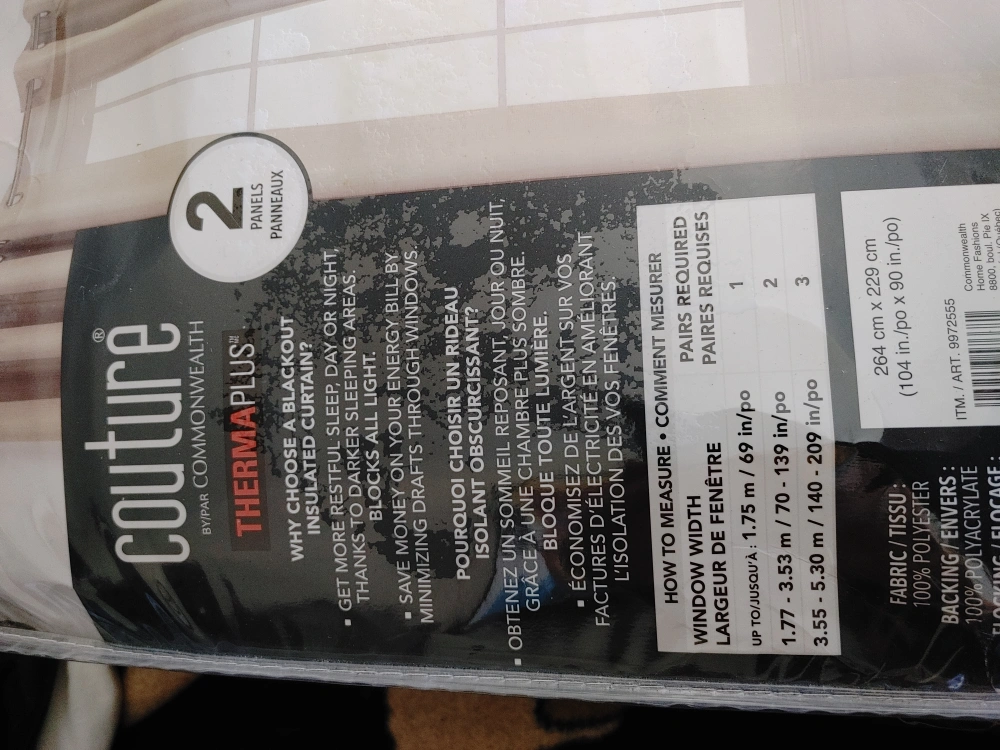 couture®
BY/PAR COMMONWEALTH
THERMAPLUS
2
PANELS
PANNEAUX
WHY CHOOSE A BLACKOUT
INSULATED CURTAIN?
▪ GET MORE RESTFUL SLEEP, DAY OR NIGHT,
THANKS TO DARKER SLEEPING AREAS.
BLOCKS ALL LIGHT.
▪ SAVE MONEY ON YOUR ENERGY BILL BY
MINIMIZING DRAFTS THROUGH WINDOWS.
POURQUOI CHOISIR UN RIDEAU
ISOLANT OBSCURCISSANT?
▪ OBTENEZ UN SOMMEIL REPOSANT, JOUR OU NUIT,
GRÂCE À UNE CHAMBRE PLUS SOMBRE.
BLOQUE TOUTE LUMIÈRE.
▪ ÉCONOMISEZ DE L'ARGENT SUR VOS
FACTURES D'ÉLECTRICITÉ EN AMÉLIORANT
L'ISOLATION DES VOS FENÊTRES.
HOW TO MEASURE • COMMENT MESURER
WINDOW WIDTH PAIRS REQUIRED
LARGEUR DE FENÊTRE PAIRES REQUISES
UP TO/JUSQU'À : 1.75 m / 69 in/po 1
1.77 - 3.53 m / 70 - 139 in/po 2
3.55 - 5.30 m / 140 - 209 in/po 3
264 cm x 229 cm
(104 in./po x 90 in./po)
ITM. / ART. 9972555
Commonwealth
Home Fashions
8800, boul. Pie IX
FABRIC / TISSU :
100% POLYESTER
BACKING / ENVERS :
100% POLYACRYLATE